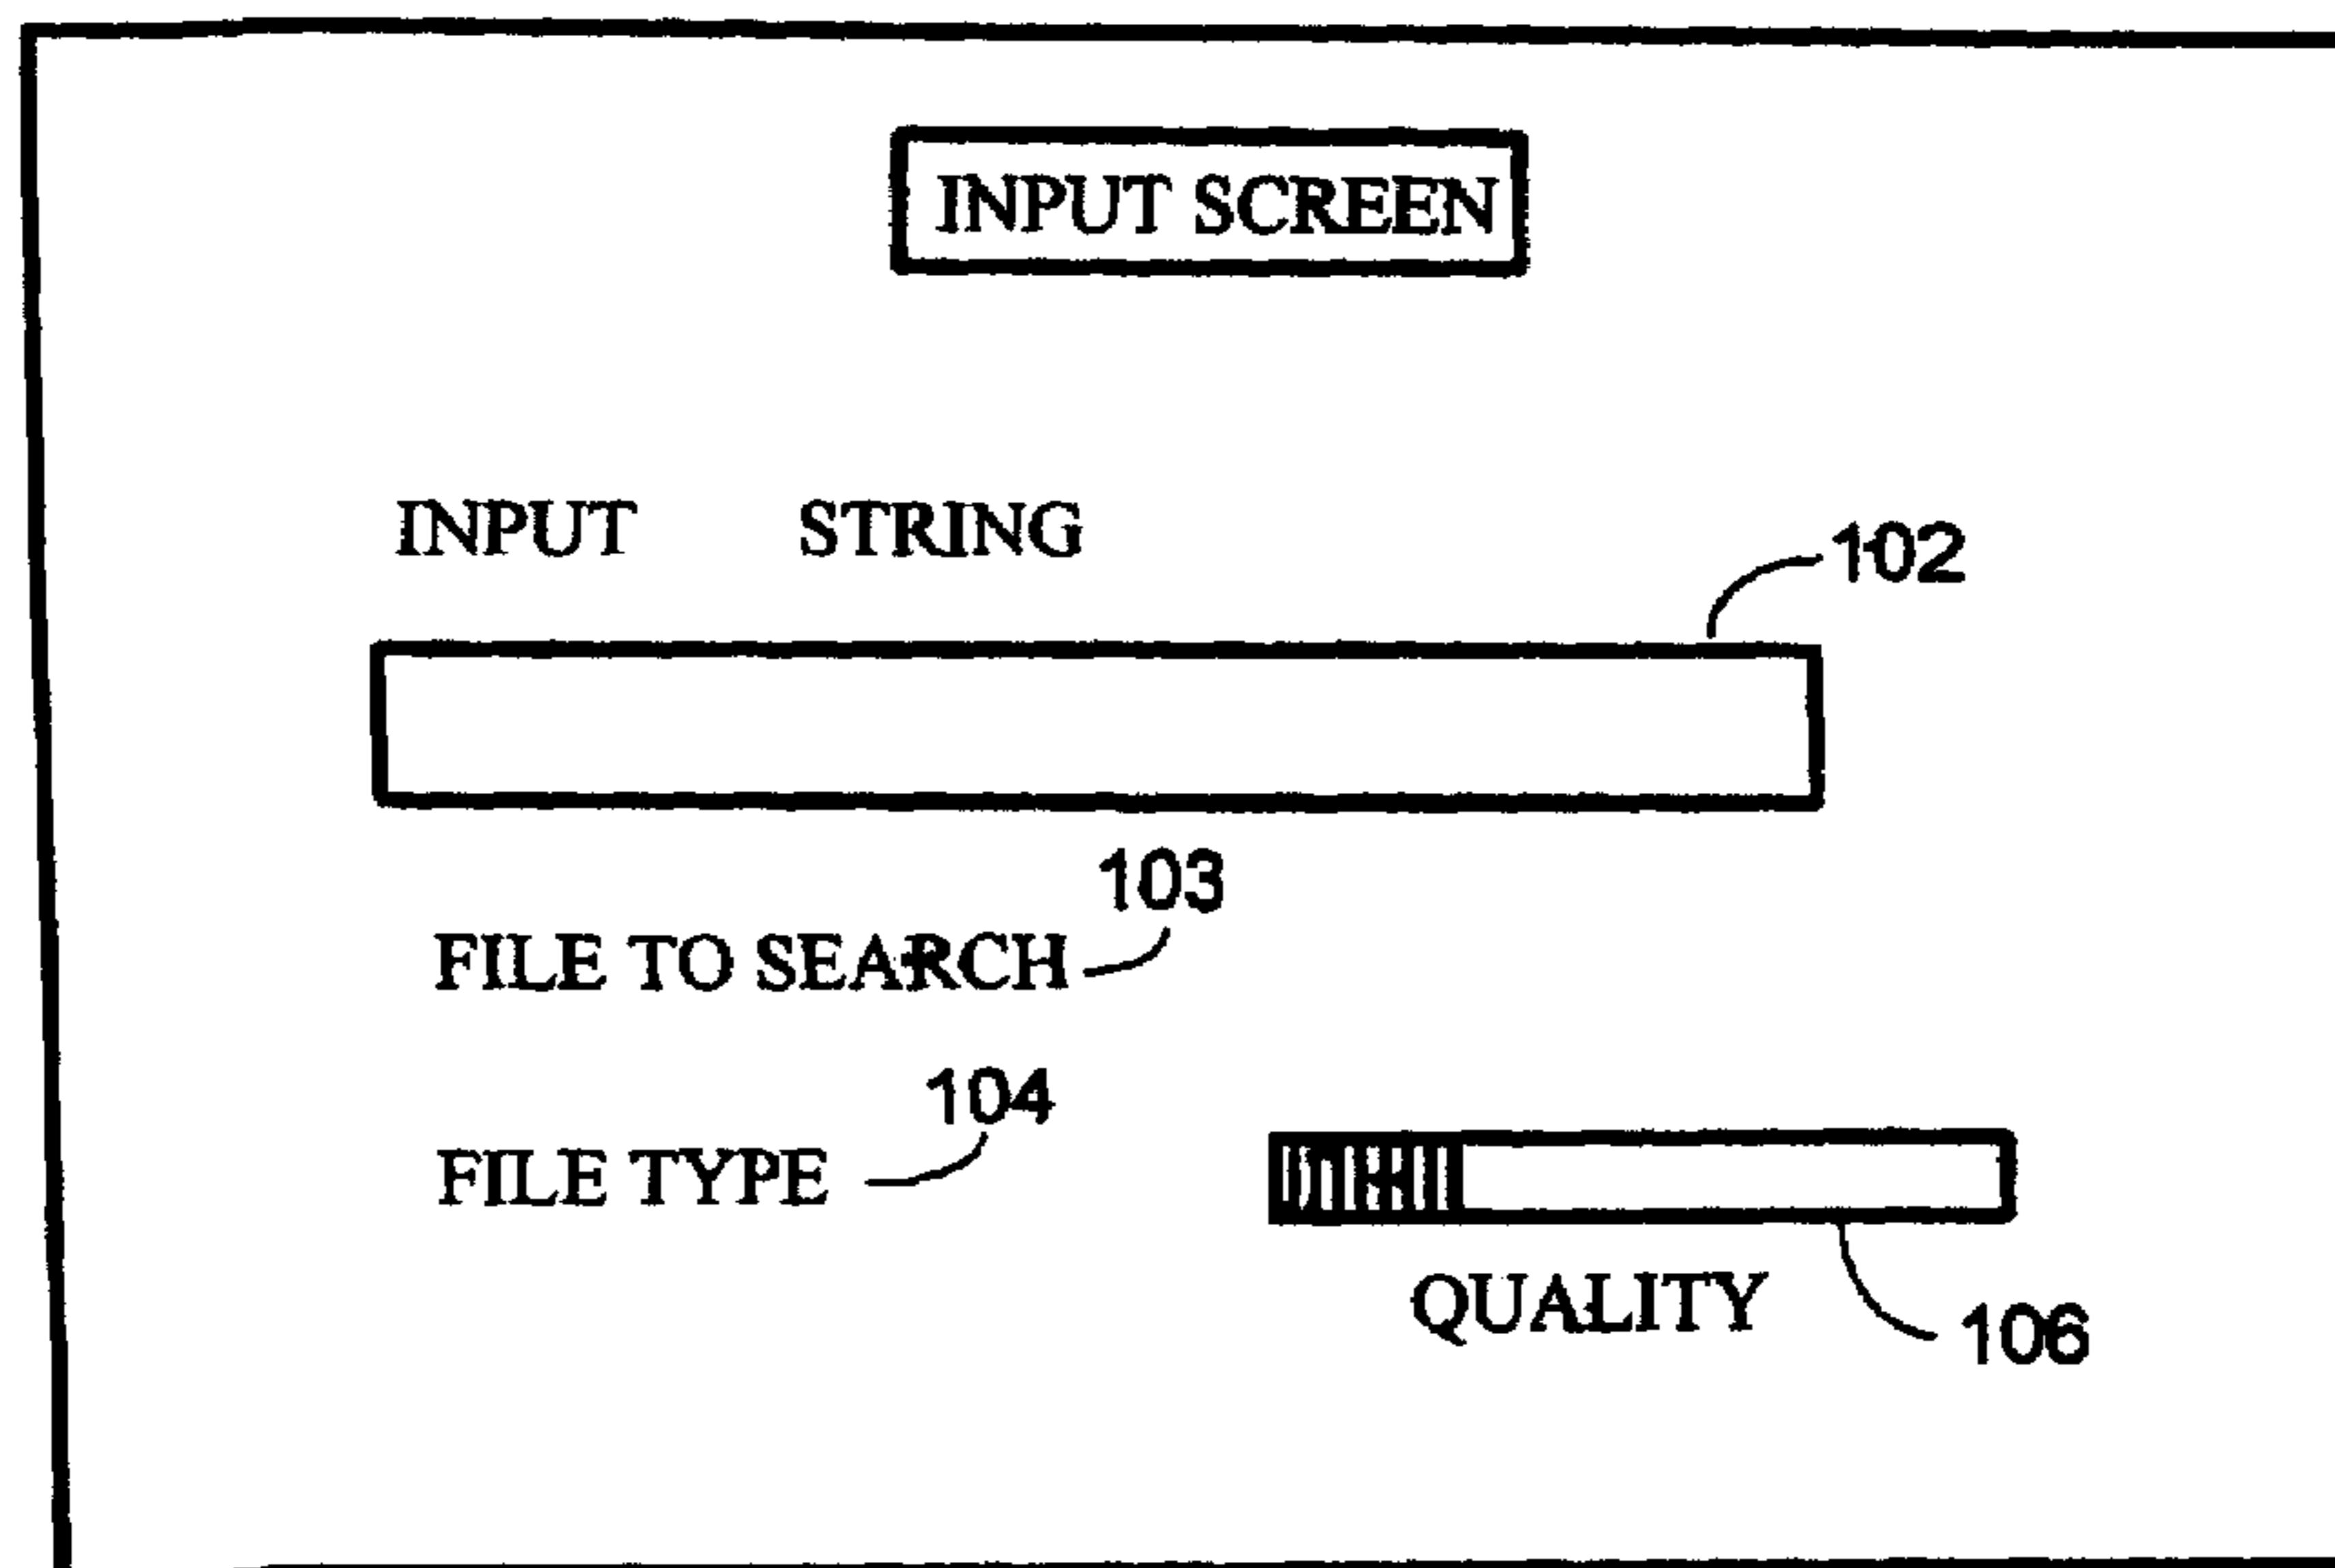 INPUT SCREEN
INPUT STRING
102
103
FILE TO SEARCH
104
FILE TYPE
QUALITY
106